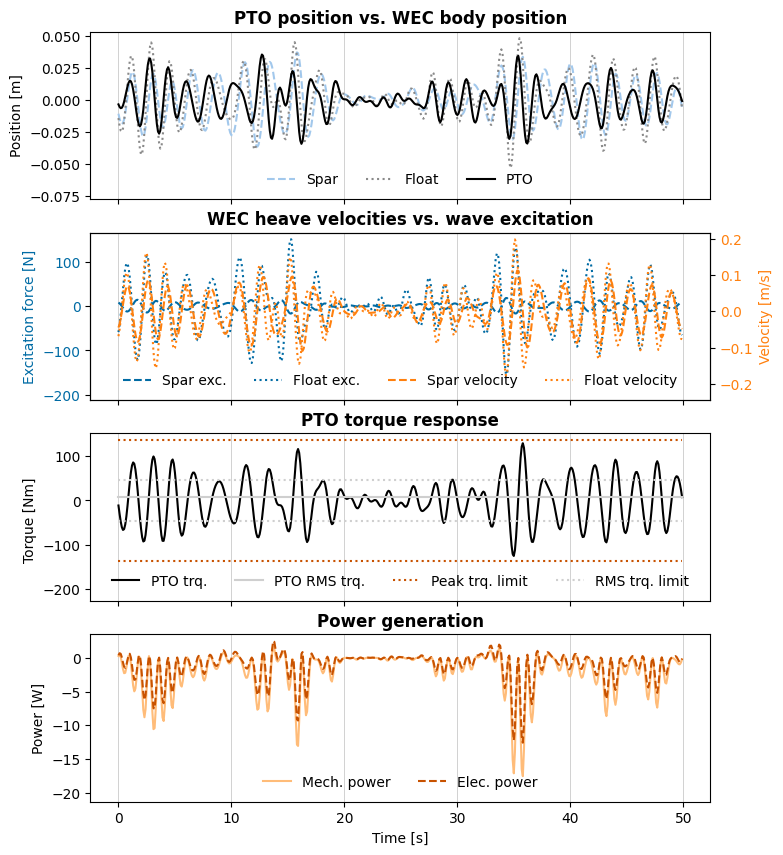 PTO position vs. WEC body position
0.050
0.025
0.000
−0.025
−0.050
−0.075
Position [m]
Spar Float PTO
WEC heave velocities vs. wave excitation
100
0
−100
−200
Excitation force [N]
0.2
0.1
0.0
−0.1
−0.2
Velocity [m/s]
Spar exc. Float exc. Spar velocity Float velocity
PTO torque response
100
0
−100
−200
Torque [Nm]
PTO trq. PTO RMS trq. Peak trq. limit RMS trq. limit
Power generation
0
−5
−10
−15
−20
Power [W]
Mech. power Elec. power
0 10 20 30 40 50
Time [s]